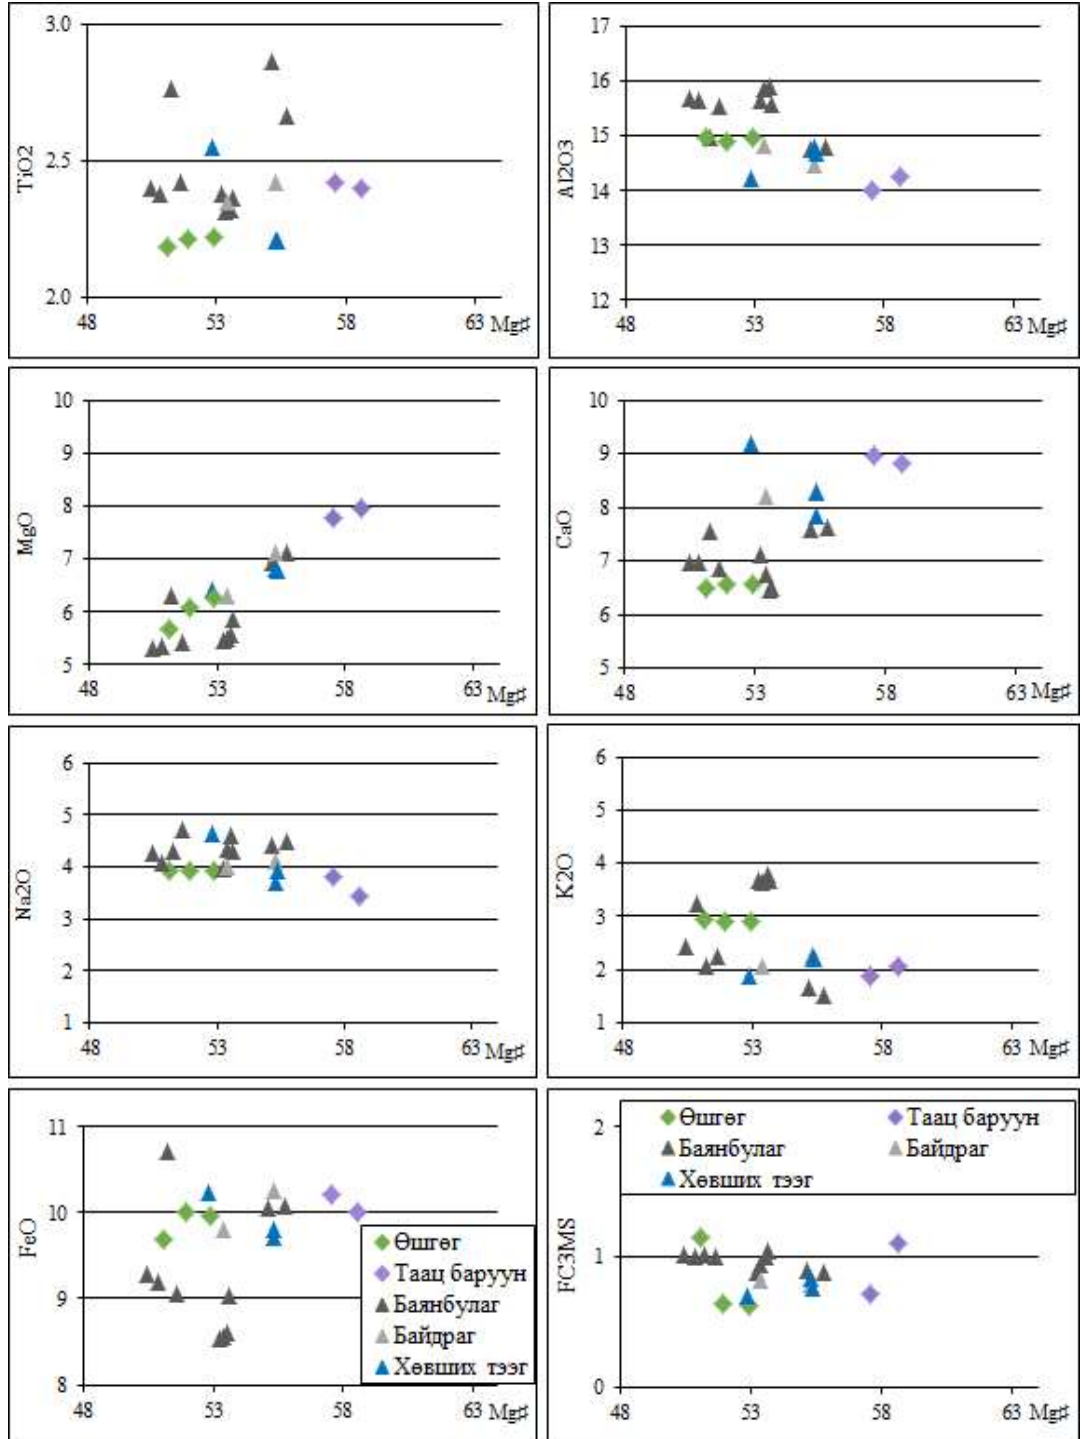 TiO2
3.0
2.5
2.0
48 53 58 63 Mg#
Al2O3
17
16
15
14
13
12
48 53 58 63 Mg#
MgO
10
9
8
7
6
5
48 53 58 63 Mg#
CaO
10
9
8
7
6
5
48 53 58 63 Mg#
Na2O
6
5
4
3
2
1
48 53 58 63 Mg#
K2O
6
5
4
3
2
1
48 53 58 63 Mg#
FeO
11
10
9
8
48 53 58 63 Mg#
Өшгөг
Таац баруун
Баянбулаг
Байдраг
Хөвших тээг
FC3MS
2
1
0
48 53 58 63 Mg#
Өшгөг Таац баруун
Баянбулаг Байдраг
Хөвших тээг